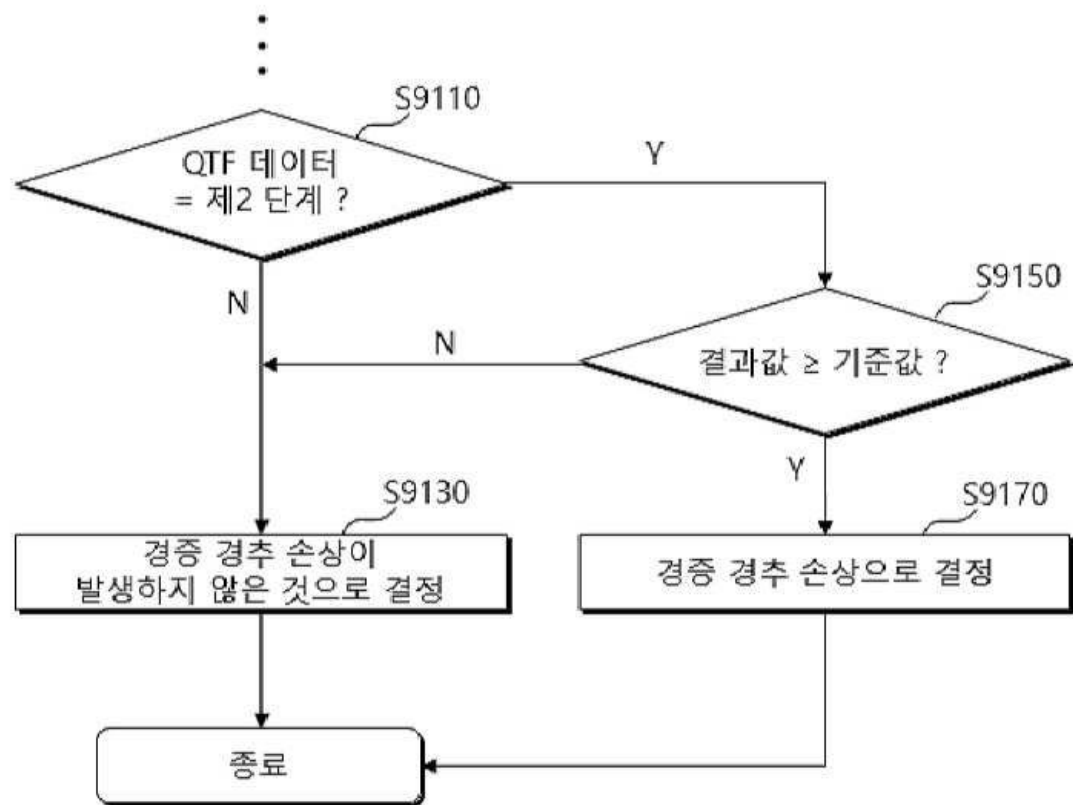 S9110
QTF 데이터
= 제2 단계 ?
Y
N
S9150
결과값 ≥ 기준값 ?
N
Y
S9130
경증 경추 손상이
발생하지 않은 것으로 결정
S9170
경증 경추 손상으로 결정
종료